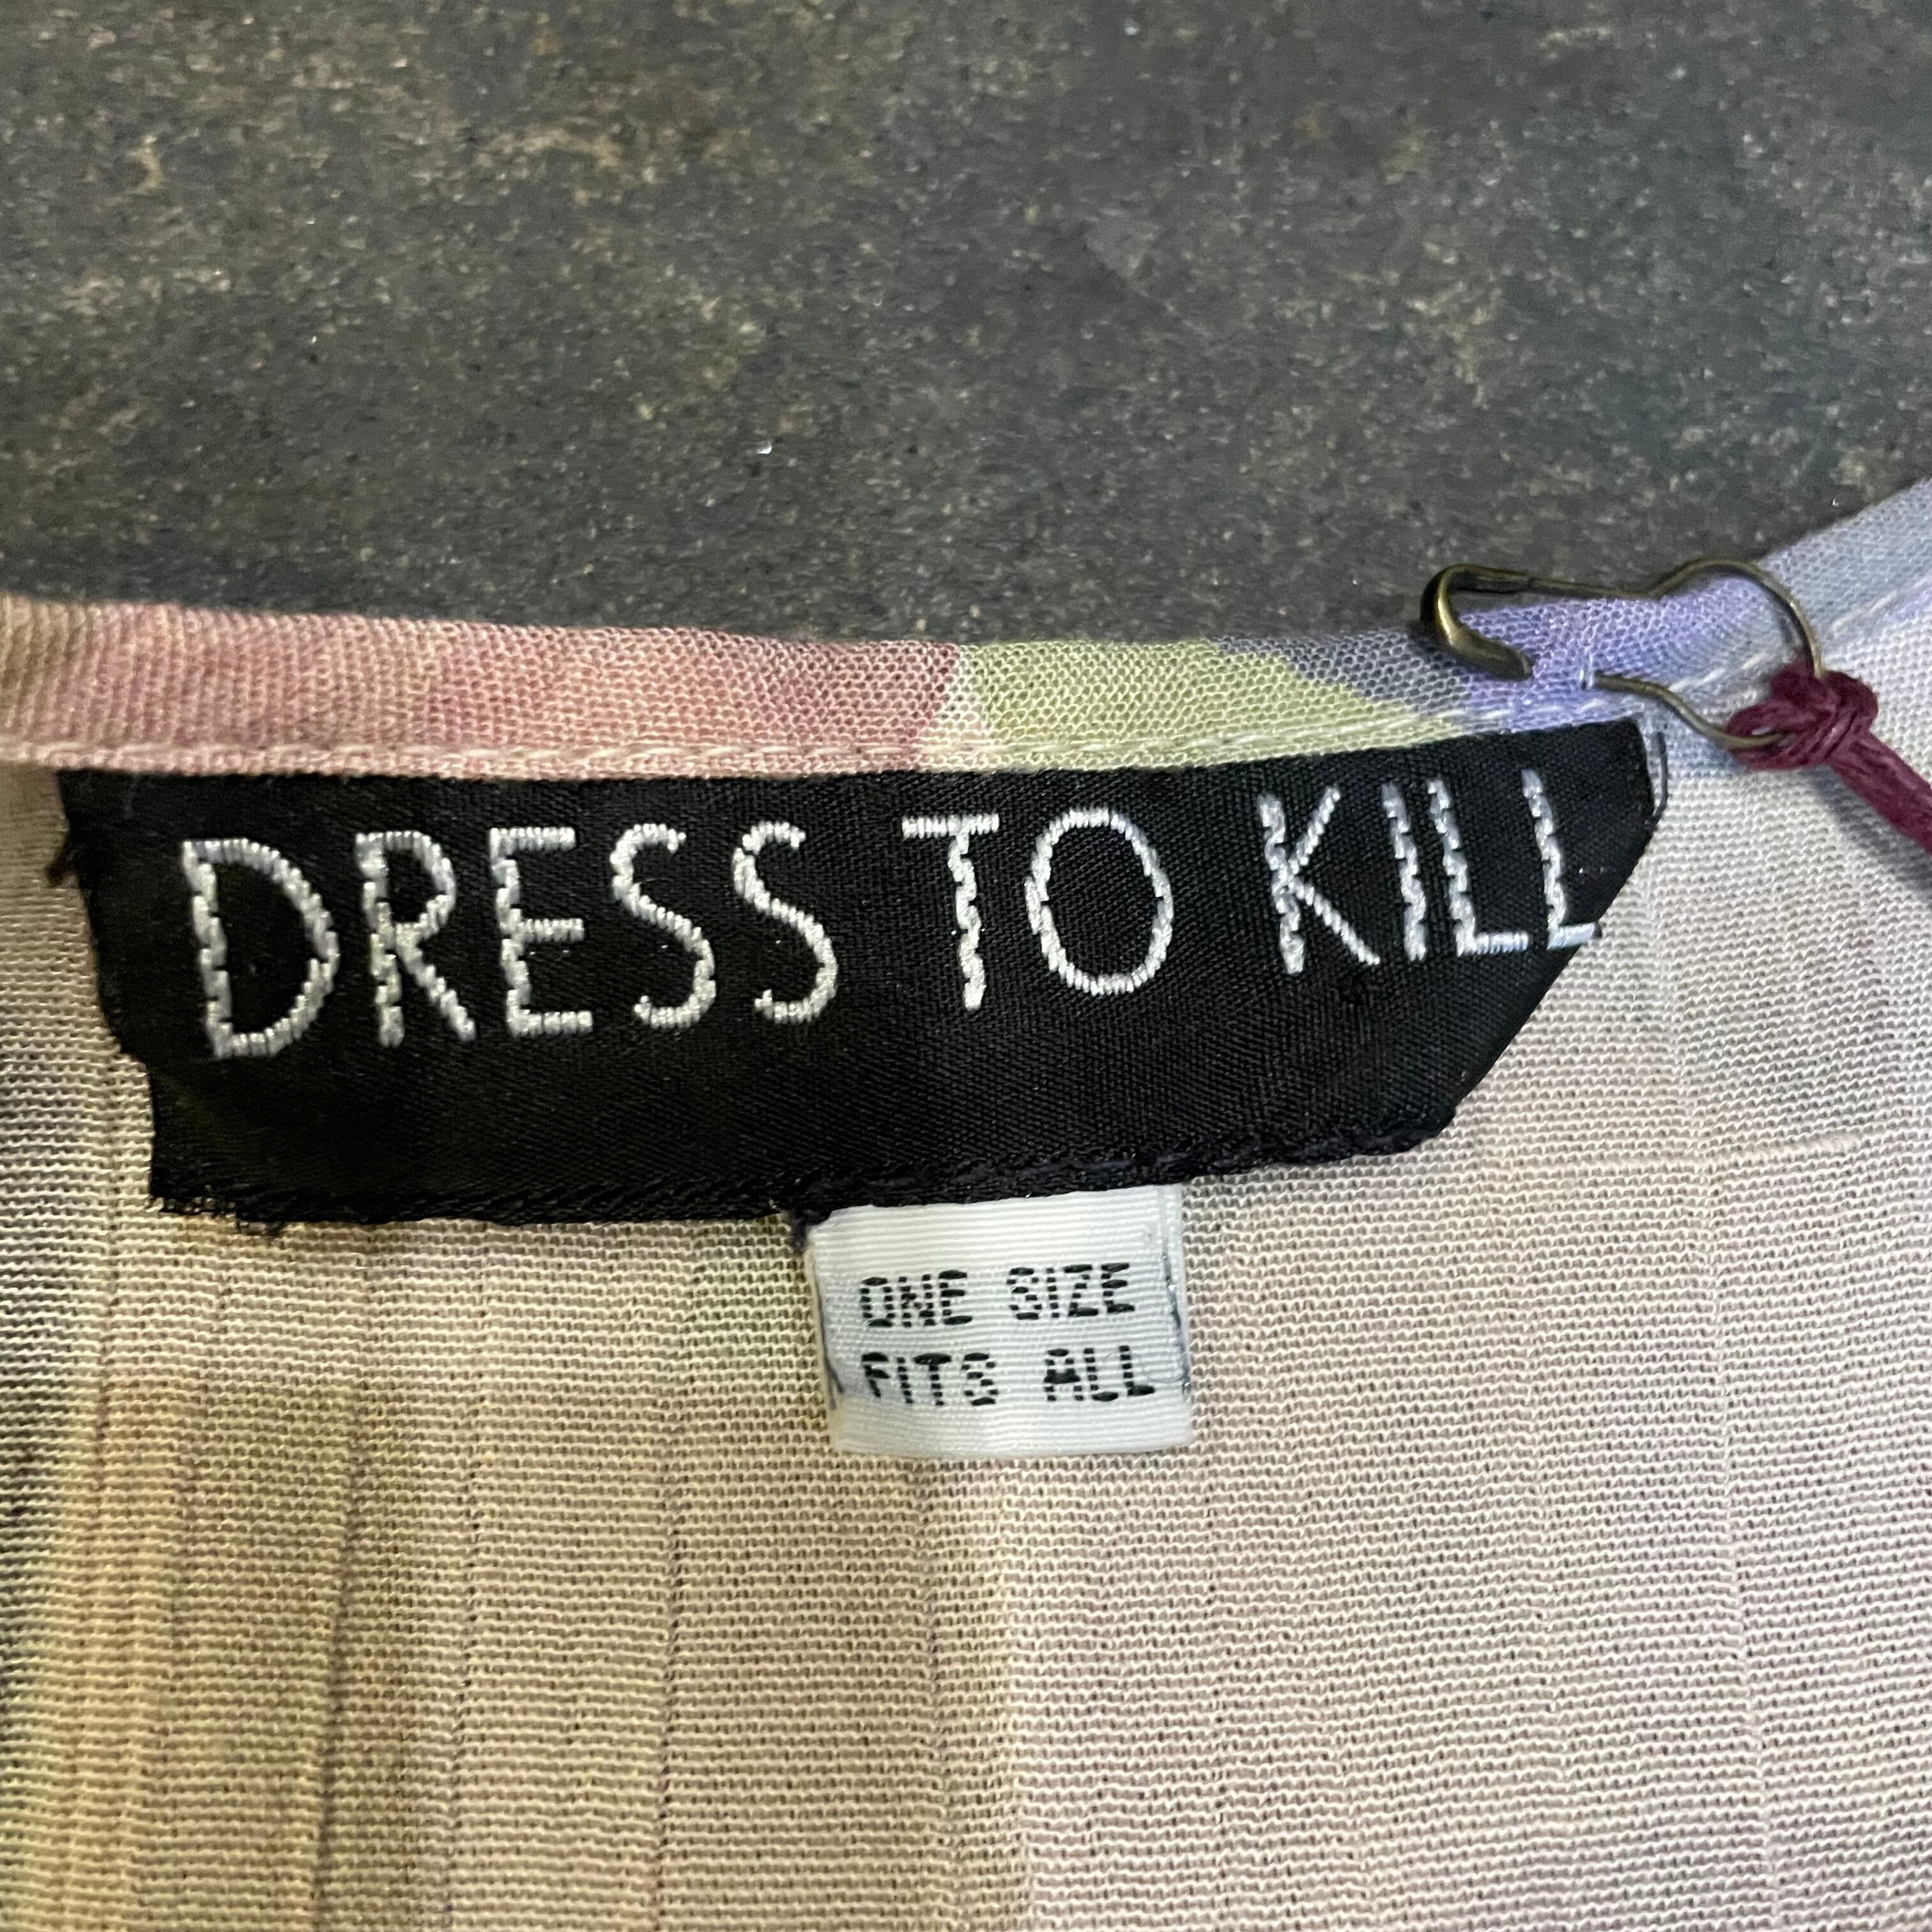 DRESS TO KILL
ONE SIZE
FITS ALL